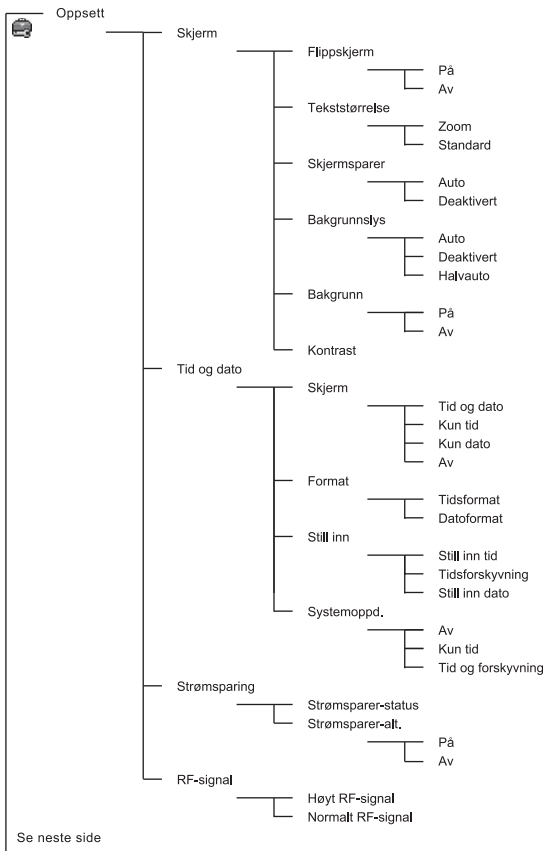 Oppsett
Skjerm
Flippskjerm
På
Av
Tekststørrelse
Zoom
Standard
Skjermsparer
Auto
Deaktivert
Bakgrunnslys
Auto
Deaktivert
Halvauto
Bakgrunn
På
Av
Kontrast
Tid og dato
Skjerm
Tid og dato
Kun tid
Kun dato
Av
Format
Tidsformat
Datoformat
Still inn
Still inn tid
Tidsforskyvning
Still inn dato
Systemoppd.
Av
Kun tid
Tid og forskyvning
Strømsparing
Strømsparer-status
Strømsparer-alt.
På
Av
RF-signal
Høyt RF-signal
Normalt RF-signal
Se neste side